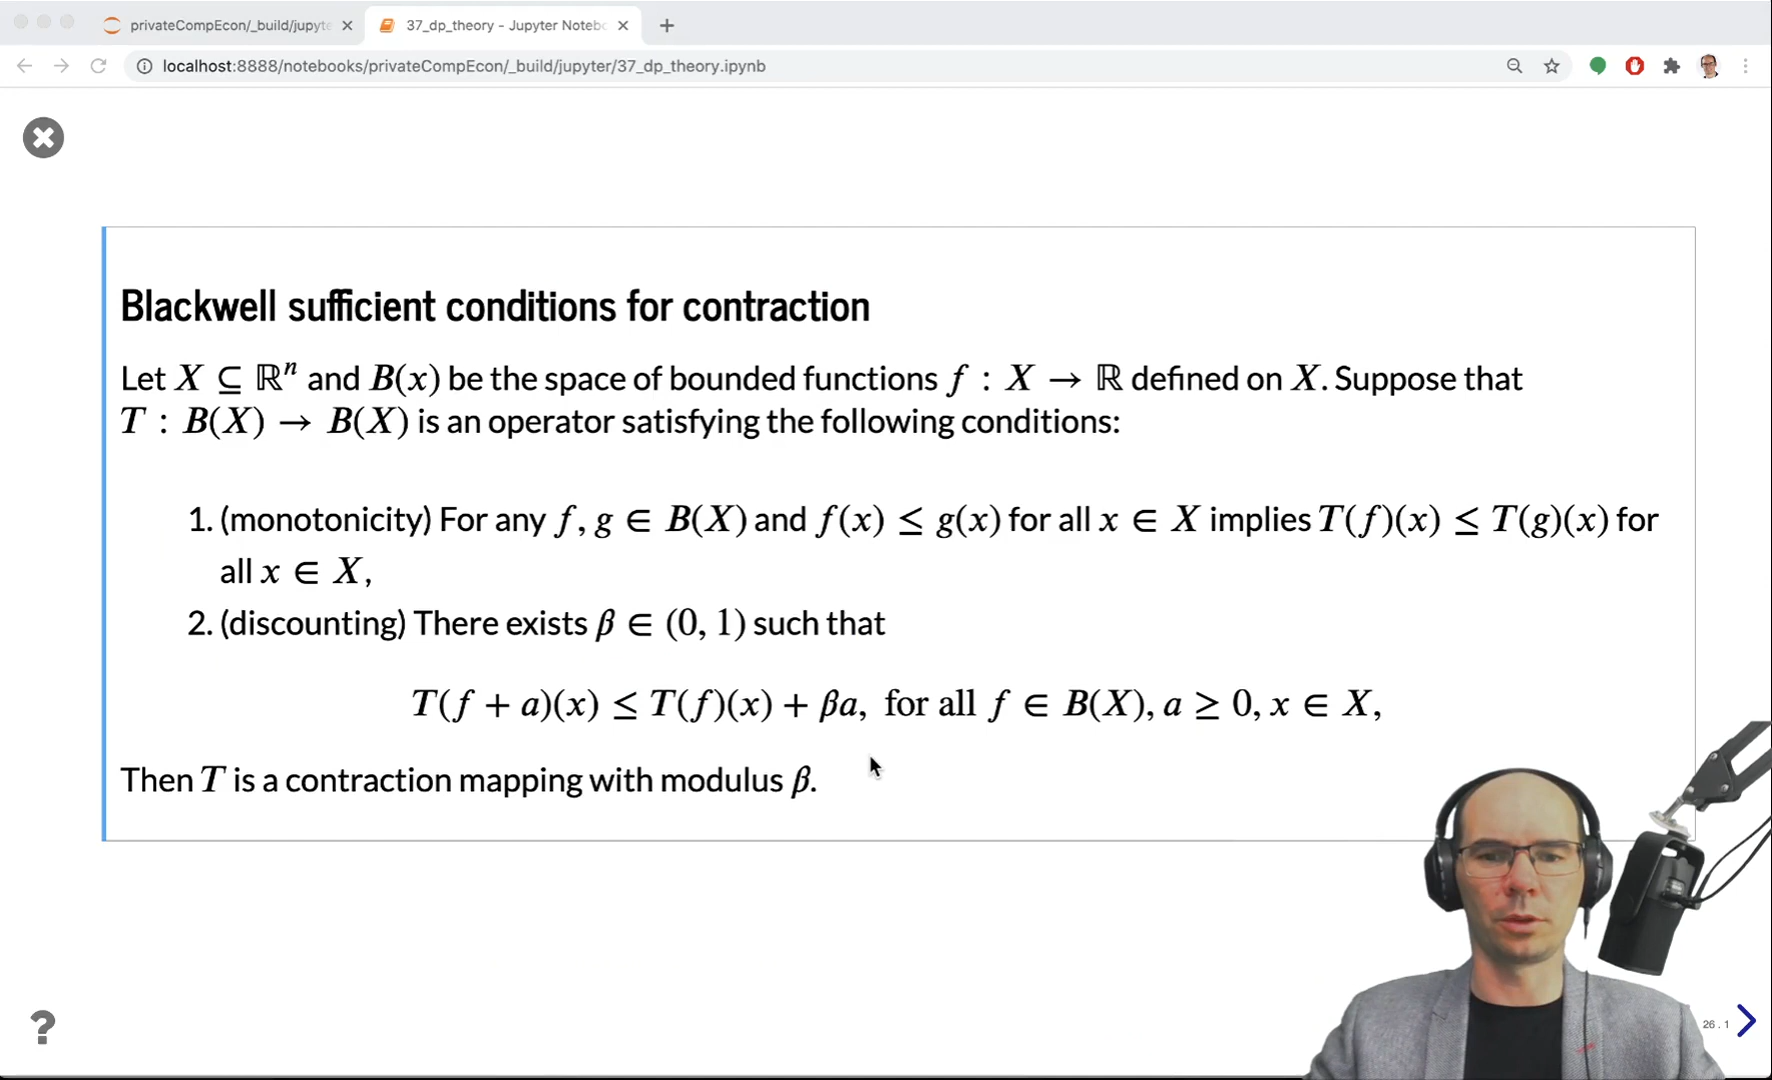 privateCompEcon/_build/jupyte
37_dp_theory - Jupyter Notebo
localhost:8888/notebooks/privateCompEcon/_build/jupyter/37_dp_theory.ipynb
Blackwell sufficient conditions for contraction
Let X ⊆ ℝⁿ and B(x) be the space of bounded functions f : X → ℝ defined on X. Suppose that
T : B(X) → B(X) is an operator satisfying the following conditions:
1. (monotonicity) For any f, g ∈ B(X) and f(x) ≤ g(x) for all x ∈ X implies T(f)(x) ≤ T(g)(x) for
all x ∈ X,
2. (discounting) There exists β ∈ (0, 1) such that
T(f + a)(x) ≤ T(f)(x) + βa, for all f ∈ B(X), a ≥ 0, x ∈ X,
Then T is a contraction mapping with modulus β.
?
26 . 1